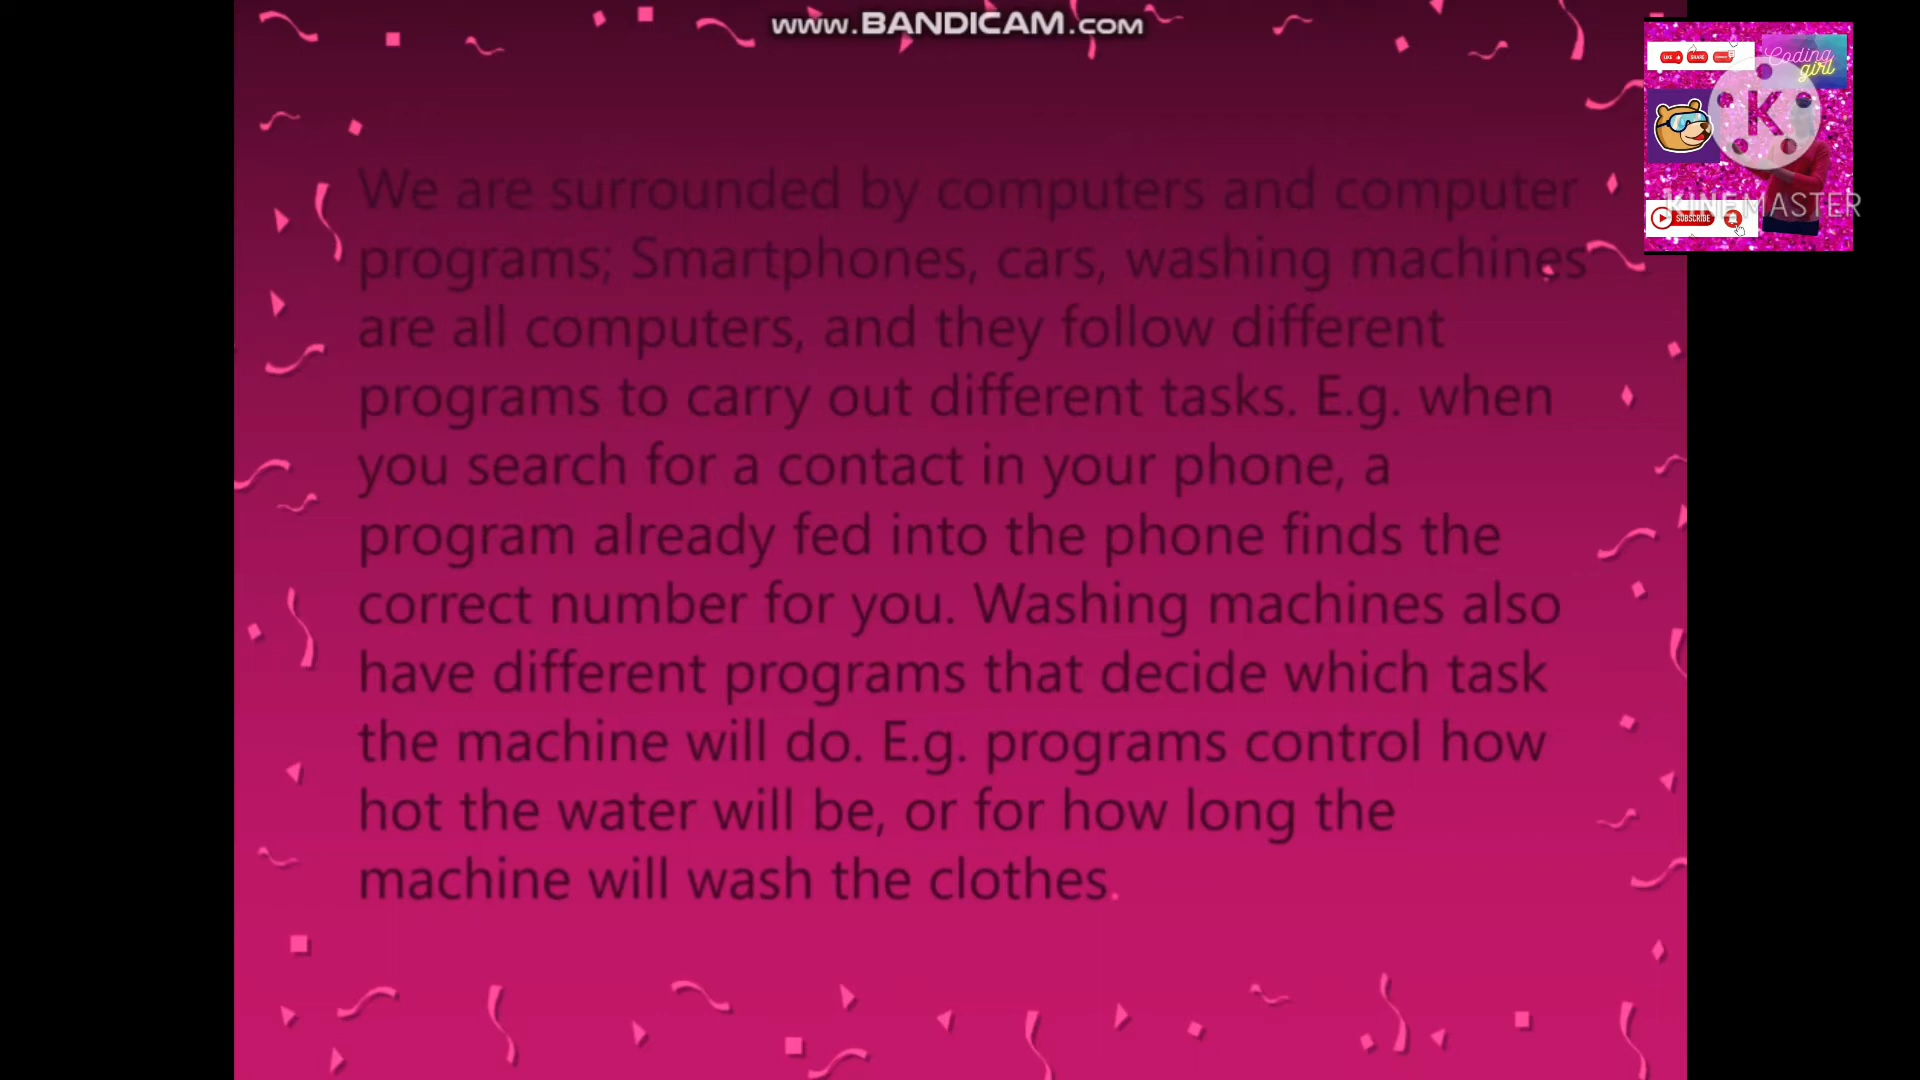 www.BANDICAM.com
We are surrounded by computers and computer
programs; Smartphones, cars, washing machines
are all computers, and they follow different
programs to carry out different tasks. E.g. when
you search for a contact in your phone, a
program already fed into the phone finds the
correct number for you. Washing machines also
have different programs that decide which task
the machine will do. E.g. programs control how
hot the water will be, or for how long the
machine will wash the clothes.
LIKE SHARE
Coding
girl
K
KINEMASTER
SUBSCRIBE